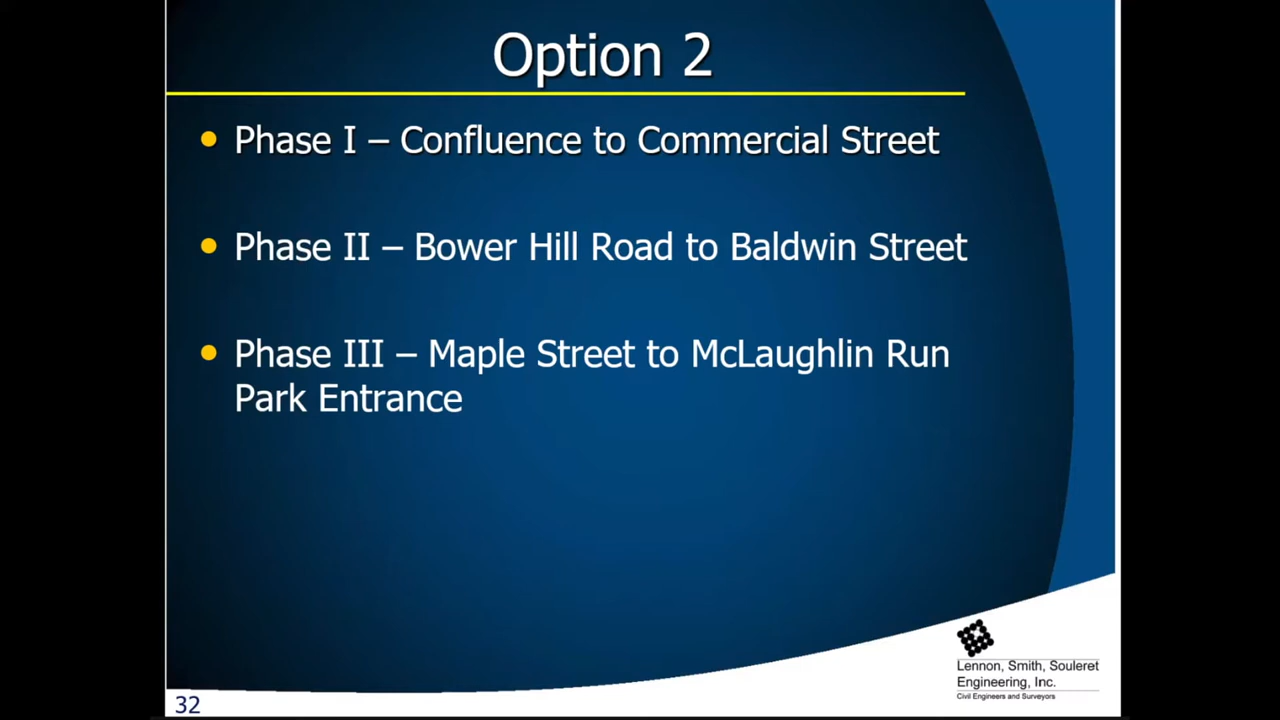 Option 2
Phase I – Confluence to Commercial Street
Phase II – Bower Hill Road to Baldwin Street
Phase III – Maple Street to McLaughlin Run
Park Entrance
Lennon, Smith, Souleret
Engineering, Inc.
Civil Engineers and Surveyors
32